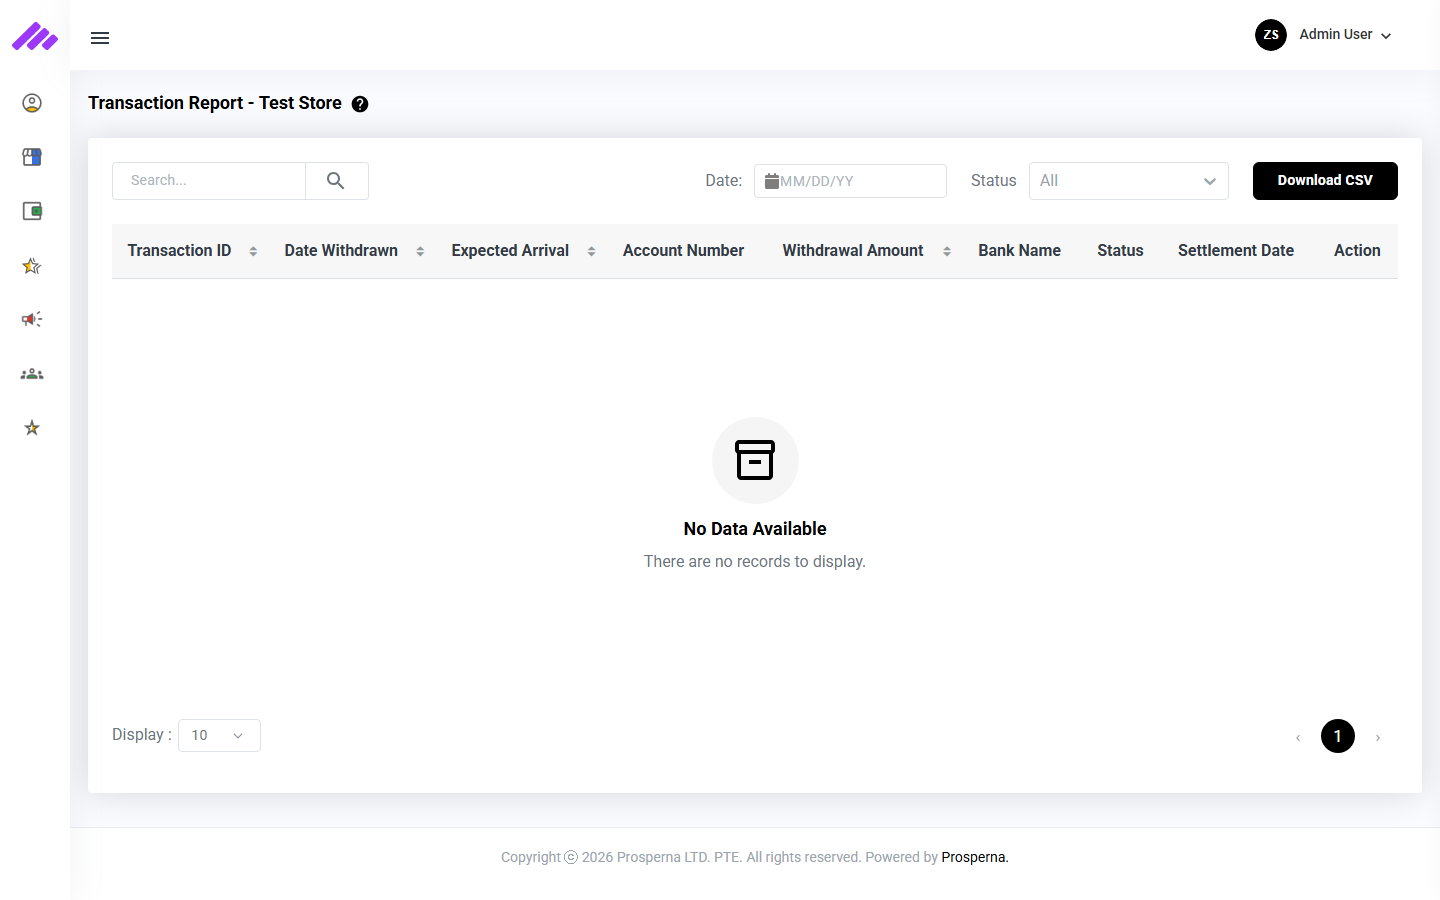 ZS Admin User
Transaction Report - Test Store ?
Search... Date: MM/DD/YY Status All Download CSV
Transaction ID Date Withdrawn Expected Arrival Account Number Withdrawal Amount Bank Name Status Settlement Date Action
No Data Available
There are no records to display.
Display : 10 ‹ 1 ›
Copyright © 2026 Prosperna LTD. PTE. All rights reserved. Powered by Prosperna.